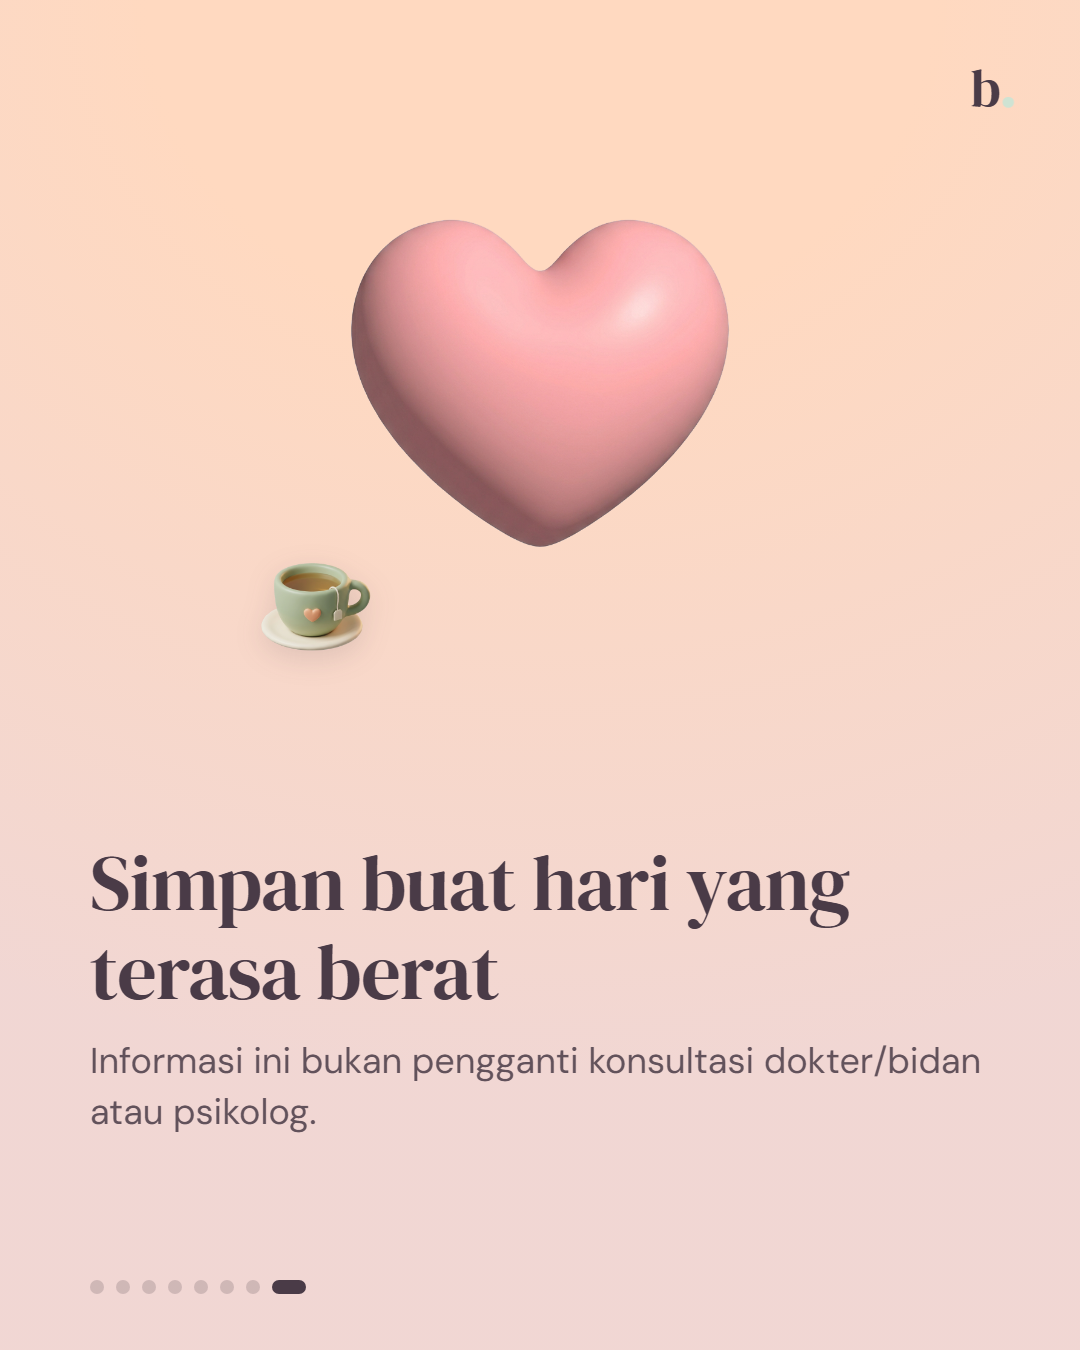 b.
Simpan buat hari yang
terasa berat
Informasi ini bukan pengganti konsultasi dokter/bidan
atau psikolog.